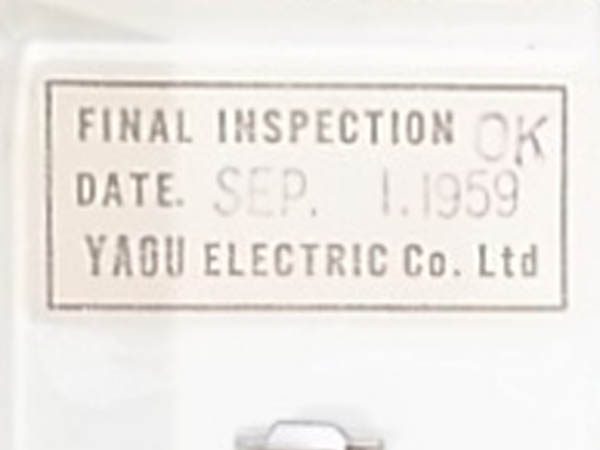 FINAL INSPECTION OK
DATE. SEP. 1.1959
YAOU ELECTRIC Co. Ltd